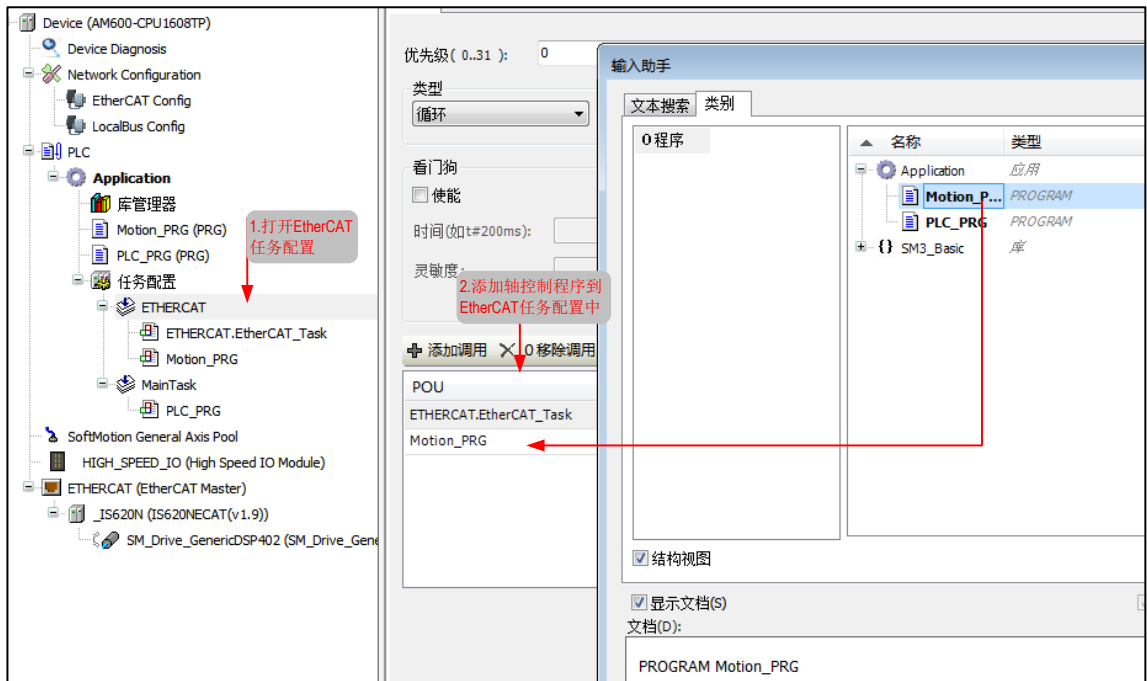 Device (AM600-CPU1608TP)
Device Diagnosis
Network Configuration
EtherCAT Config
LocalBus Config
PLC
Application
库管理器
Motion_PRG (PRG)
PLC_PRG (PRG)
任务配置
ETHERCAT
ETHERCAT.EtherCAT_Task
Motion_PRG
MainTask
PLC_PRG
SoftMotion General Axis Pool
HIGH_SPEED_IO (High Speed IO Module)
ETHERCAT (EtherCAT Master)
_IS620N (IS620NECAT(v1.9))
SM_Drive_GenericDSP402 (SM_Drive_Gene
1.打开EtherCAT
任务配置
优先级( 0..31 ): 0
类型
循环
看门狗
使能
时间(如t#200ms):
灵敏度:
2.添加轴控制程序到
EtherCAT任务配置中
添加调用 0移除调用
POU
ETHERCAT.EtherCAT_Task
Motion_PRG
输入助手
文本搜索 类别
0程序
名称 类型
Application 应用
Motion_P... PROGRAM
PLC_PRG PROGRAM
{} SM3_Basic 库
结构视图
显示文档(S)
文档(D):
PROGRAM Motion_PRG